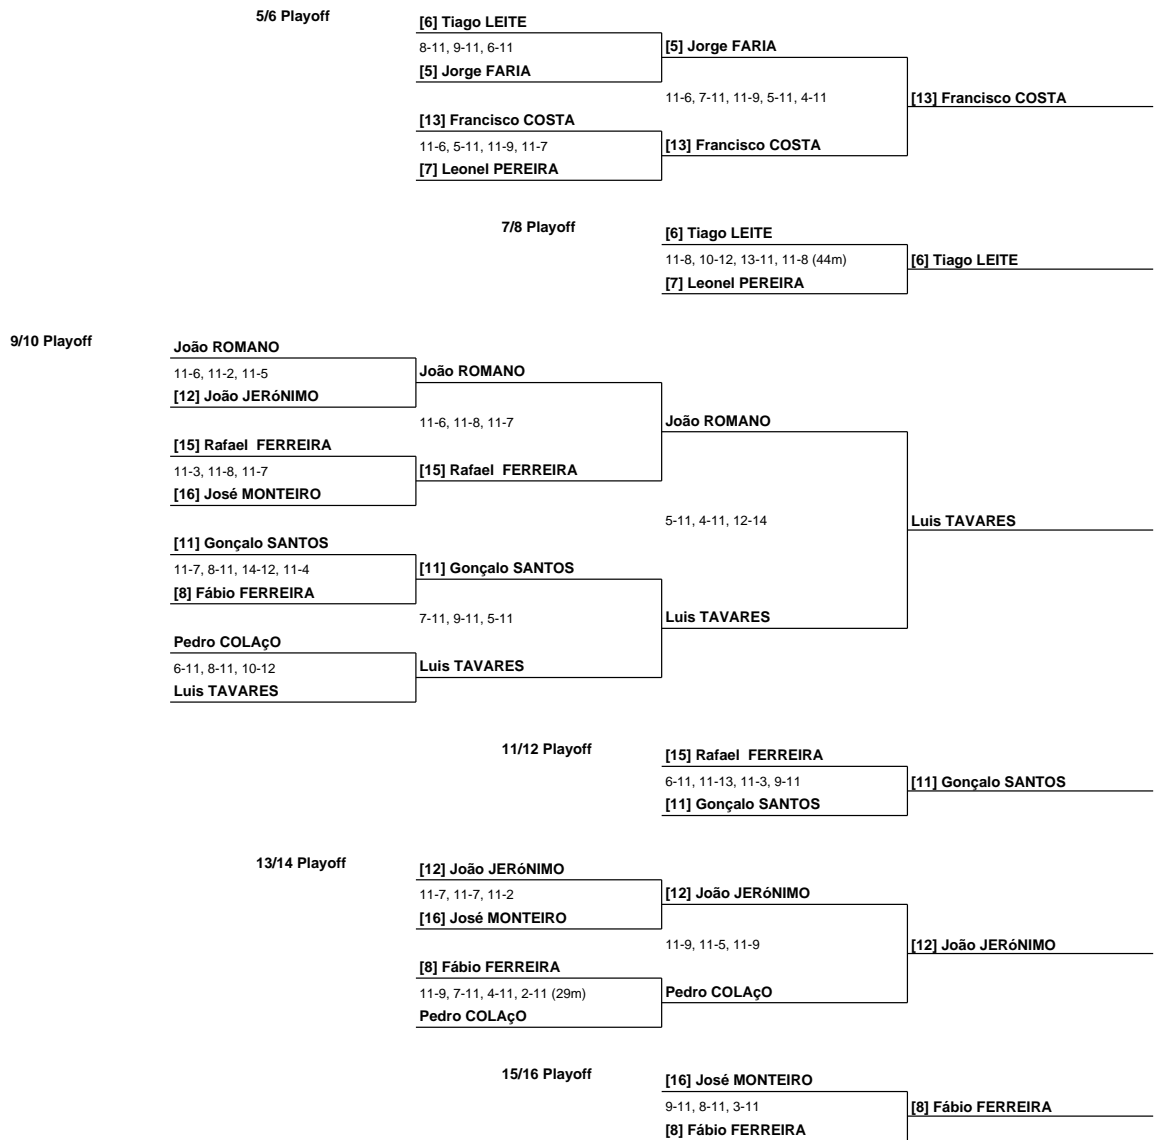 5/6 Playoff
[6] Tiago LEITE
8-11, 9-11, 6-11
[5] Jorge FARIA
[5] Jorge FARIA
11-6, 7-11, 11-9, 5-11, 4-11
[13] Francisco COSTA
[13] Francisco COSTA
11-6, 5-11, 11-9, 11-7
[13] Francisco COSTA
[7] Leonel PEREIRA
7/8 Playoff
[6] Tiago LEITE
11-8, 10-12, 13-11, 11-8 (44m)
[6] Tiago LEITE
[7] Leonel PEREIRA
9/10 Playoff
João ROMANO
11-6, 11-2, 11-5
João ROMANO
[12] João JERóNIMO
11-6, 11-8, 11-7
João ROMANO
[15] Rafael  FERREIRA
11-3, 11-8, 11-7
[15] Rafael  FERREIRA
[16] José MONTEIRO
5-11, 4-11, 12-14
Luis TAVARES
[11] Gonçalo SANTOS
11-7, 8-11, 14-12, 11-4
[11] Gonçalo SANTOS
[8] Fábio FERREIRA
7-11, 9-11, 5-11
Luis TAVARES
Pedro COLAçO
6-11, 8-11, 10-12
Luis TAVARES
Luis TAVARES
11/12 Playoff
[15] Rafael  FERREIRA
6-11, 11-13, 11-3, 9-11
[11] Gonçalo SANTOS
[11] Gonçalo SANTOS
13/14 Playoff
[12] João JERóNIMO
11-7, 11-7, 11-2
[12] João JERóNIMO
[16] José MONTEIRO
11-9, 11-5, 11-9
[12] João JERóNIMO
[8] Fábio FERREIRA
11-9, 7-11, 4-11, 2-11 (29m)
Pedro COLAçO
Pedro COLAçO
15/16 Playoff
[16] José MONTEIRO
9-11, 8-11, 3-11
[8] Fábio FERREIRA
[8] Fábio FERREIRA